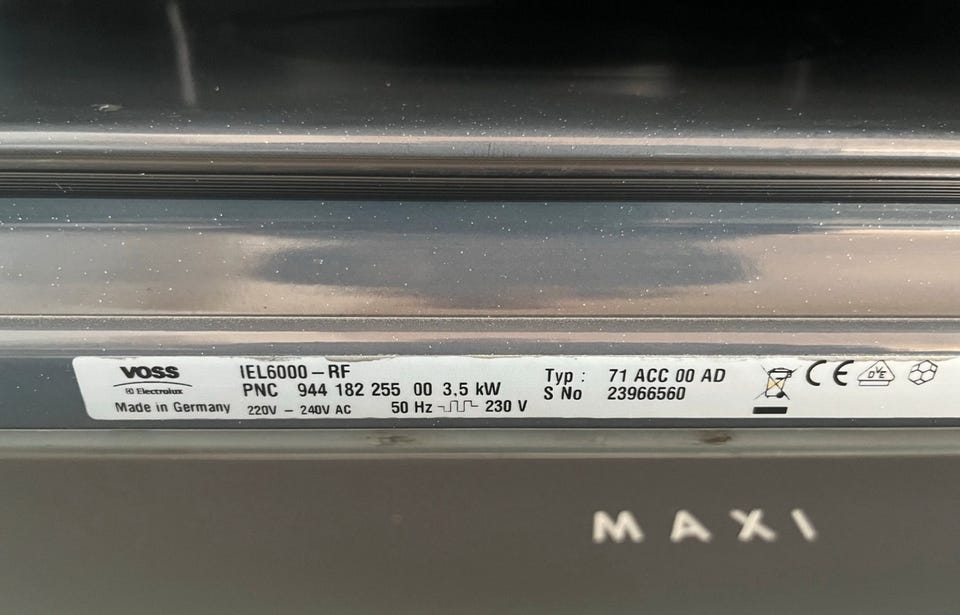 VOSS IEL6000-RF
Electrolux PNC 944 182 255 00 3,5 kW
Made in Germany 220V - 240V AC 50 Hz 230 V
Typ : 71 ACC 00 AD
S No 23966560
CE DVE
MAXI